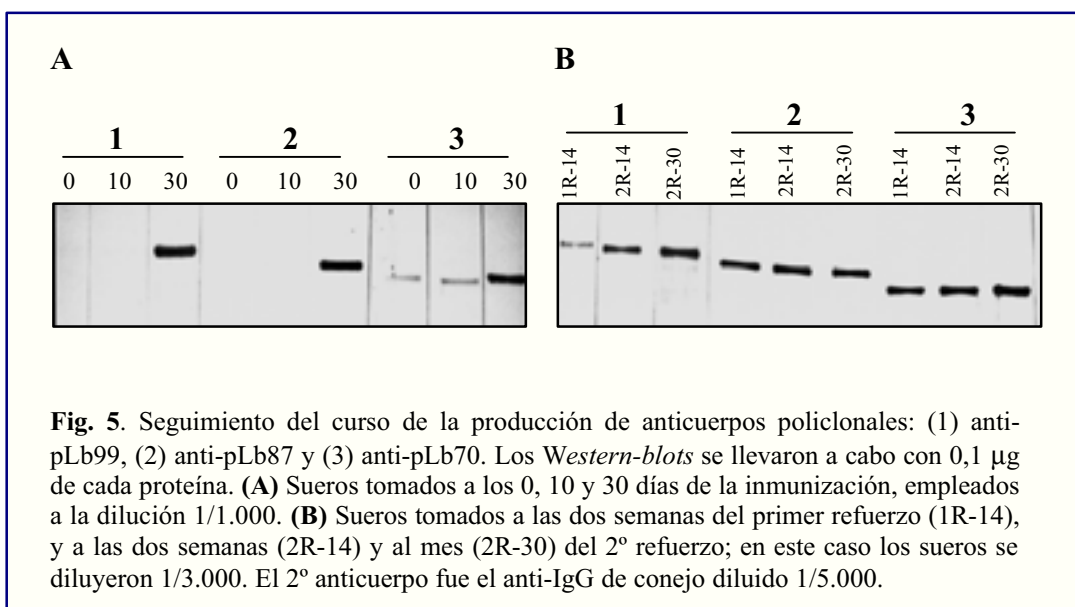 A
B
1 2 3
0 10 30 0 10 30 0 10 30
1 2 3
1R-14 2R-14 2R-30 1R-14 2R-14 2R-30 1R-14 2R-14 2R-30
Fig. 5. Seguimiento del curso de la producción de anticuerpos policlonales: (1) anti-
pLb99, (2) anti-pLb87 y (3) anti-pLb70. Los Western-blots se llevaron a cabo con 0,1 µg
de cada proteína. (A) Sueros tomados a los 0, 10 y 30 días de la inmunización, empleados
a la dilución 1/1.000. (B) Sueros tomados a las dos semanas del primer refuerzo (1R-14),
y a las dos semanas (2R-14) y al mes (2R-30) del 2º refuerzo; en este caso los sueros se
diluyeron 1/3.000. El 2º anticuerpo fue el anti-IgG de conejo diluido 1/5.000.